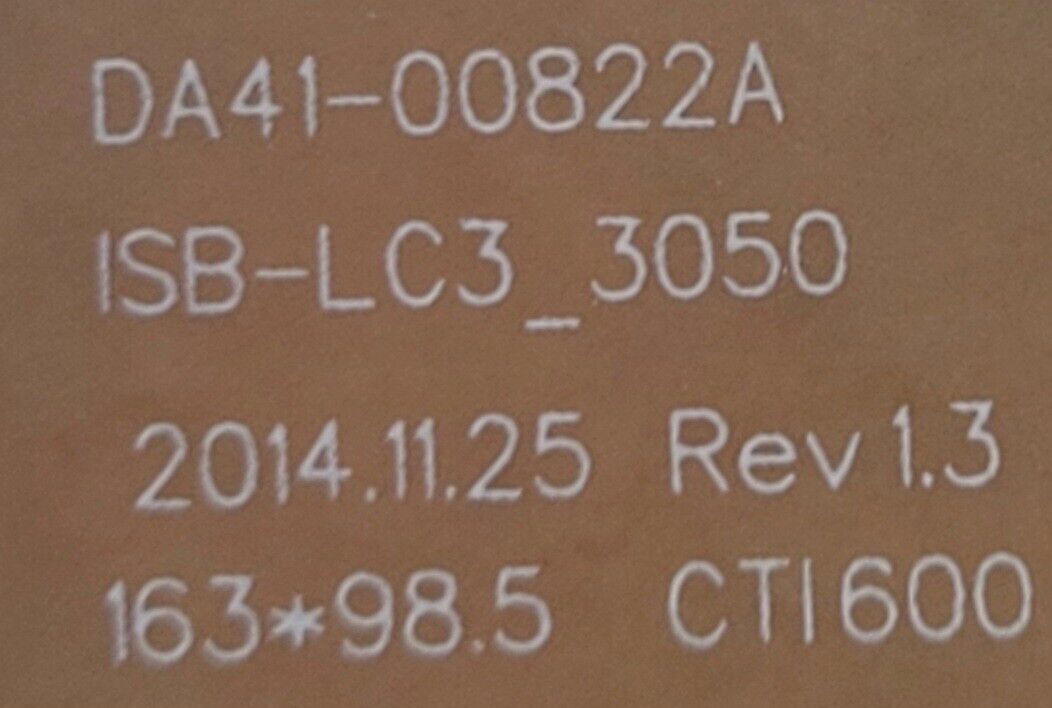 DA41-00822A
ISB-LC3_3050
2014.11.25 Rev 1.3
163*98.5 CTI600